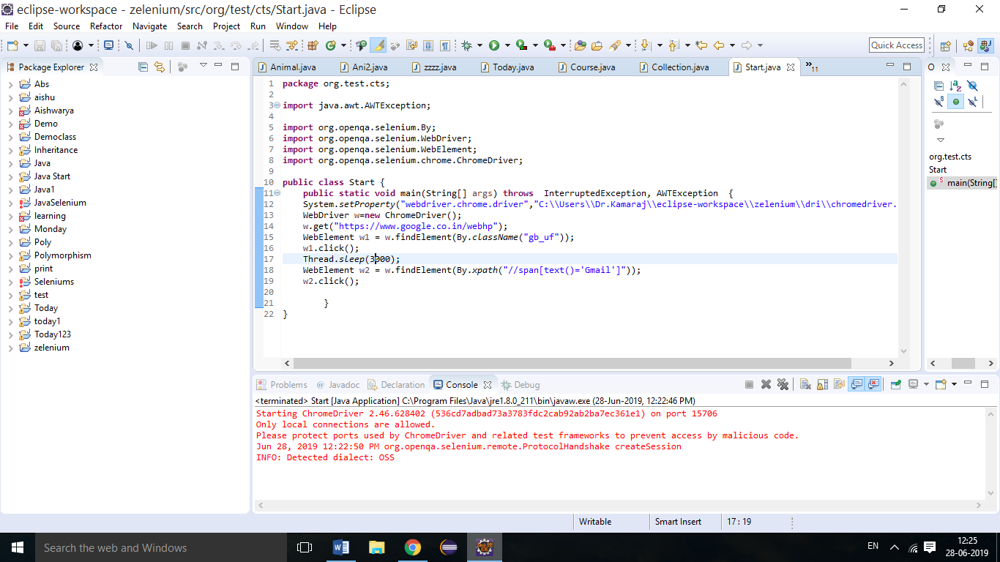 eclipse-workspace - zelenium/src/org/test/cts/Start.java - Eclipse
File Edit Source Refactor Navigate Search Project Run Window Help
Quick Access
Package Explorer
Abs
aishu
Aishwarya
Demo
Democlass
Inheritance
Java
Java Start
Java1
JavaSelenium
learning
Monday
Poly
Polymorphism
print
Seleniums
test
Today
today1
Today123
zelenium
Animal.java Ani2.java zzzz.java Today.java Course.java Collection.java Start.java »11
1 package org.test.cts;
2
3 import java.awt.AWTException;
4
5 import org.openqa.selenium.By;
6 import org.openqa.selenium.WebDriver;
7 import org.openqa.selenium.WebElement;
8 import org.openqa.selenium.chrome.ChromeDriver;
9
10 public class Start {
11 public static void main(String[] args) throws  InterruptedException, AWTException  {
12 System.setProperty("webdriver.chrome.driver","C:\\Users\\Dr.Kamaraj\\eclipse-workspace\\zelenium\\dri\\chromedriver.
13 WebDriver w=new ChromeDriver();
14 w.get("https://www.google.co.in/webhp");
15 WebElement w1 = w.findElement(By.className("gb_uf"));
16 w1.click();
17 Thread.sleep(3000);
18 WebElement w2 = w.findElement(By.xpath("//span[text()='Gmail']"));
19 w2.click();
20
21 }
22 }
O
org.test.cts
Start
main(String[]
Problems @ Javadoc Declaration Console Debug
<terminated> Start [Java Application] C:\Program Files\Java\jre1.8.0_211\bin\javaw.exe (28-Jun-2019, 12:22:46 PM)
Starting ChromeDriver 2.46.628402 (536cd7adbad73a3783fdc2cab92ab2ba7ec361e1) on port 15706
Only local connections are allowed.
Please protect ports used by ChromeDriver and related test frameworks to prevent access by malicious code.
Jun 28, 2019 12:22:50 PM org.openqa.selenium.remote.ProtocolHandshake createSession
INFO: Detected dialect: OSS
Writable Smart Insert 17 : 19
Search the web and Windows
EN
12:25
28-06-2019